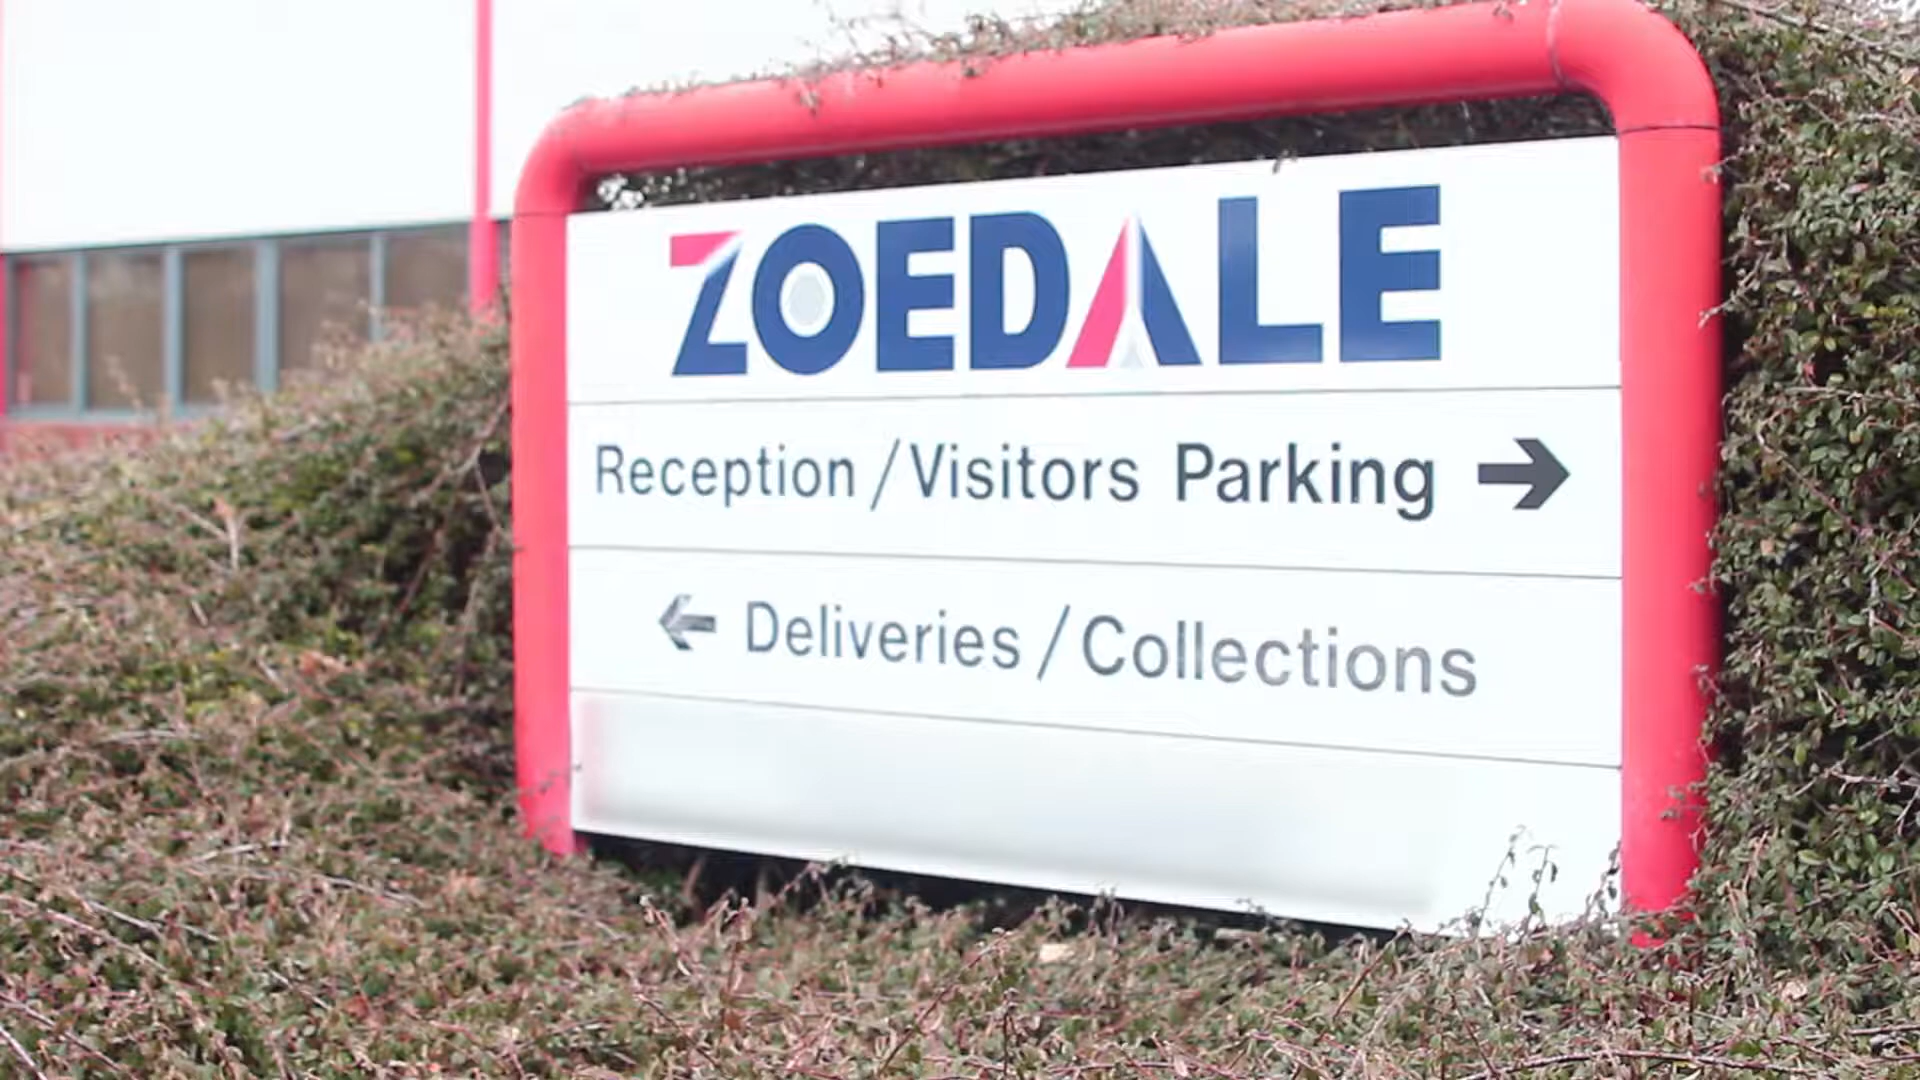 ZOEDALE
Reception / Visitors Parking →
← Deliveries / Collections